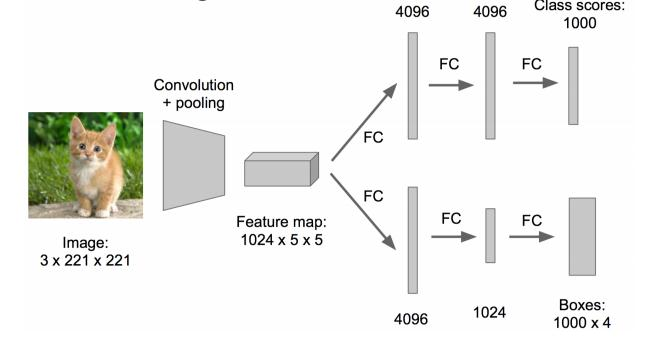 4096
4096
Class scores:
1000
FC
FC
Convolution
+ pooling
FC
Feature map:
1024 x 5 x 5
Image:
3 x 221 x 221
FC
FC
FC
4096
1024
Boxes:
1000 x 4